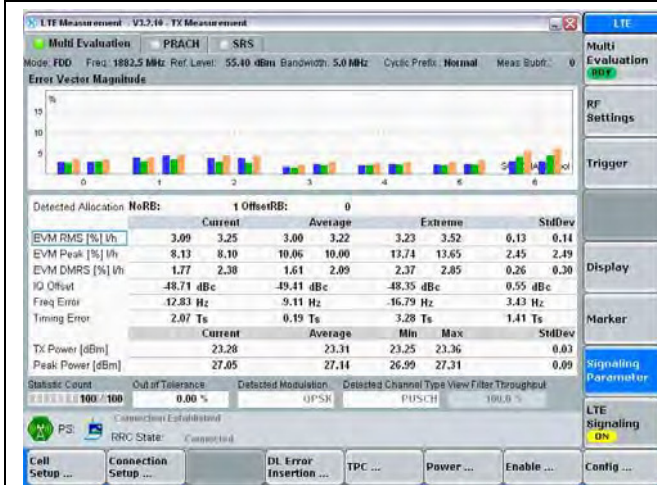 LTE Measurement - V3.2.10 - TX Measurement
LTE
Multi Evaluation PRACH SRS
Multi Evaluation
RDY
Mode: FDD Freq.: 1882.5 MHz Ref. Level: 55.40 dBm Bandwidth: 5.0 MHz Cyclic Prefix: Normal Meas Subfr.: 0
Error Vector Magnitude
%
15
10
5
0 1 2 3 4 5 6
RF Settings
Trigger
Detected Allocation NoRB: 1 OffsetRB: 0
Current Average Extreme StdDev
EVM RMS [%] l/h 3.09 3.25 3.00 3.22 3.23 3.52 0.13 0.14
EVM Peak [%] l/h 8.13 8.10 10.06 10.00 13.74 13.65 2.45 2.49
EVM DMRS [%] l/h 1.77 2.38 1.61 2.09 2.37 2.85 0.26 0.30
IQ Offset -48.71 dBc -49.41 dBc -48.35 dBc 0.55 dBc
Freq Error -12.83 Hz -9.11 Hz -16.79 Hz 3.43 Hz
Timing Error 2.07 Ts 0.19 Ts 3.28 Ts 1.41 Ts
Current Average Min Max StdDev
TX Power [dBm] 23.28 23.31 23.25 23.36 0.03
Peak Power [dBm] 27.05 27.14 26.99 27.31 0.09
Display
Marker
Signaling Parameter
Statistic Count Out of Tolerance Detected Modulation Detected Channel Type View Filter Throughput
100 / 100 0.00 % QPSK PUSCH 100.0 %
PS: Connection Established
RRC State: Connected
LTE Signaling
ON
Cell Setup ... Connection Setup ... DL Error Insertion ... TPC ... Power ... Enable ... Config ...